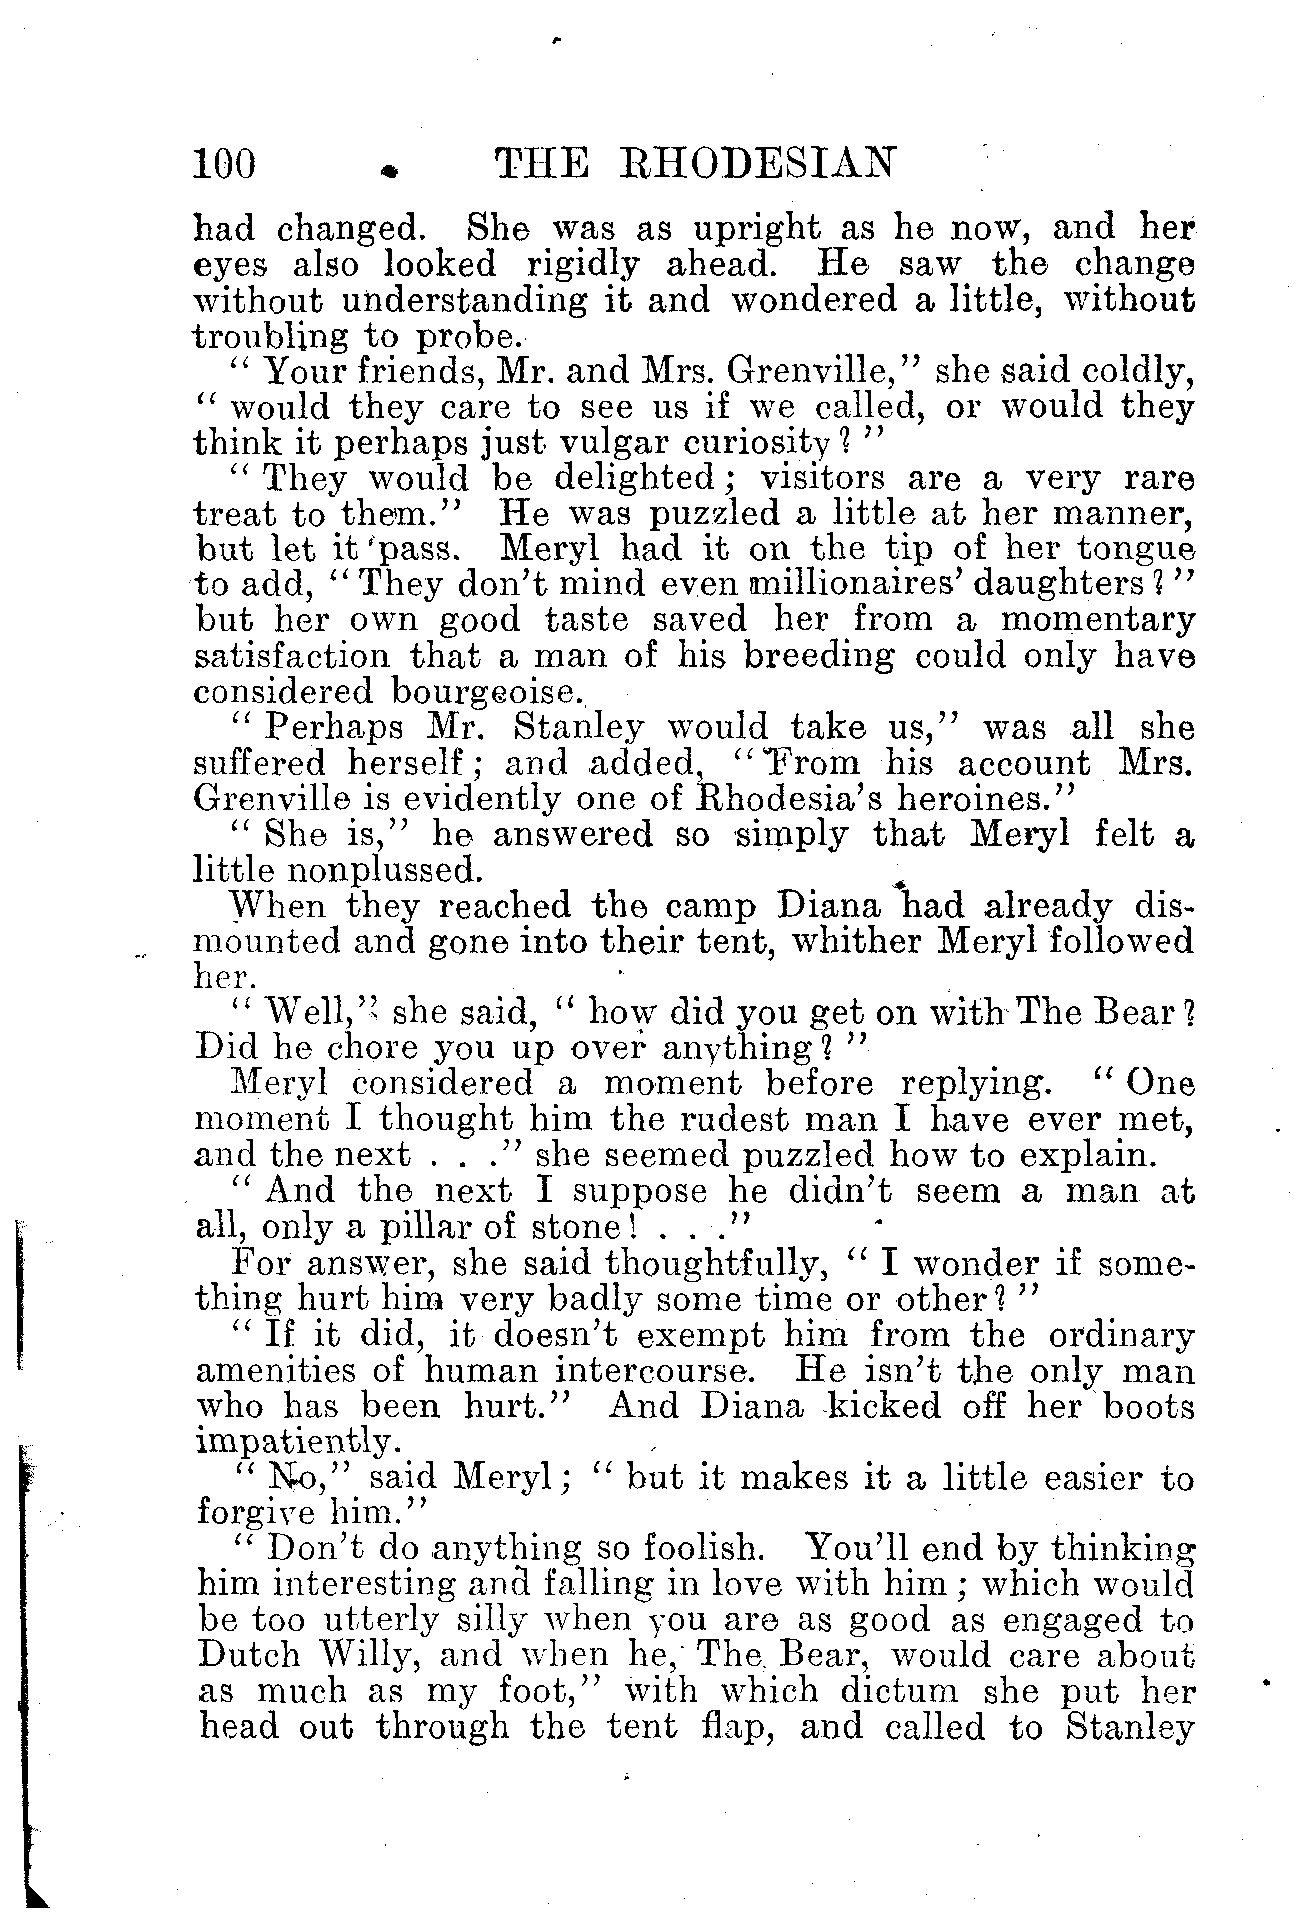 100 THE RHODESIAN
had changed. She was as upright as he now, and her
eyes also looked rigidly ahead. He saw the change
without understanding it and wondered a little, without
troubling to probe.
“ Your friends, Mr. and Mrs. Grenville,” she said coldly,
“ would they care to see us if we called, or would they
think it perhaps just vulgar curiosity? ”
“ They would be delighted; visitors are a very rare
treat to them.” He was puzzled a little at her manner,
but let it pass. Meryl had it on the tip of her tongue
to add, “ They don’t mind even millionaires’ daughters? ”
but her own good taste saved her from a momentary
satisfaction that a man of his breeding could only have
considered bourgeoise.
“ Perhaps Mr. Stanley would take us,” was all she
suffered herself; and added, “ From his account Mrs.
Grenville is evidently one of Rhodesia’s heroines.”
“ She is,” he answered so simply that Meryl felt a
little nonplussed.
When they reached the camp Diana had already dis-
mounted and gone into their tent, whither Meryl followed
her.
“ Well,” she said, “ how did you get on with The Bear?
Did he chore you up over anything? ”
Meryl considered a moment before replying. “ One
moment I thought him the rudest man I have ever met,
and the next . . .” she seemed puzzled how to explain.
“ And the next I suppose he didn’t seem a man at
all, only a pillar of stone! . . .”
For answer, she said thoughtfully, “ I wonder if some-
thing hurt him very badly some time or other? ”
“ If it did, it doesn’t exempt him from the ordinary
amenities of human intercourse. He isn’t the only man
who has been hurt.” And Diana kicked off her boots
impatiently.
“ No,” said Meryl; “ but it makes it a little easier to
forgive him.”
“ Don’t do anything so foolish. You’ll end by thinking
him interesting and falling in love with him; which would
be too utterly silly when you are as good as engaged to
Dutch Willy, and when he, The Bear, would care about
as much as my foot,” with which dictum she put her
head out through the tent flap, and called to Stanley